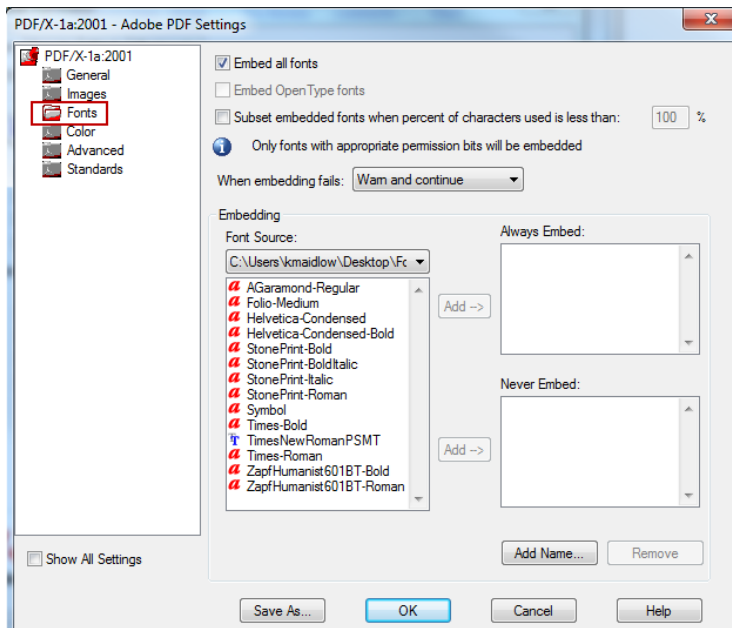 PDF/X-1a:2001 - Adobe PDF Settings
PDF/X-1a:2001
General
Images
Fonts
Color
Advanced
Standards
Show All Settings
Embed all fonts
Embed OpenType fonts
Subset embedded fonts when percent of characters used is less than: 100 %
Only fonts with appropriate permission bits will be embedded
When embedding fails: Warn and continue
Embedding
Font Source:
C:\Users\kmaidlow\Desktop\Fc
AGaramond-Regular
Folio-Medium
Helvetica-Condensed
Helvetica-Condensed-Bold
StonePrint-Bold
StonePrint-BoldItalic
StonePrint-Italic
StonePrint-Roman
Symbol
Times-Bold
TimesNewRomanPSMT
Times-Roman
ZapfHumanist601BT-Bold
ZapfHumanist601BT-Roman
Add -->
Add -->
Always Embed:
Never Embed:
Add Name...
Remove
Save As...
OK
Cancel
Help